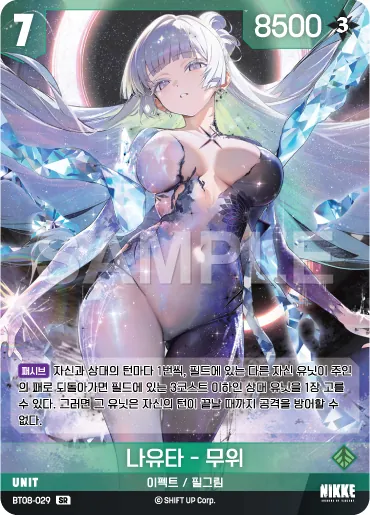 7
8500 3
SAMPLE
패시브 자신과 상대의 턴마다 1번씩, 필드에 있는 다른 자신 유닛이 주인
의 패로 되돌아가면 필드에 있는 3코스트 이하인 상대 유닛을 1장 고를
수 있다. 그러면 그 유닛은 자신의 턴이 끝날 때까지 공격을 방어할 수
없다.
나유타 - 무위
UNIT
이펙트 / 필그림
BT08-029 SR
© SHIFT UP Corp.
NIKKE